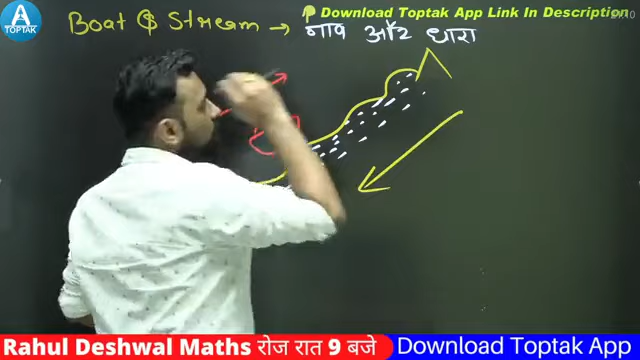 Download Toptak App Link In Description
A
TOPTAK
Boat & Stream → नाव और धारा
Rahul Deshwal Maths रोज रात 9 बजे
Download Toptak App